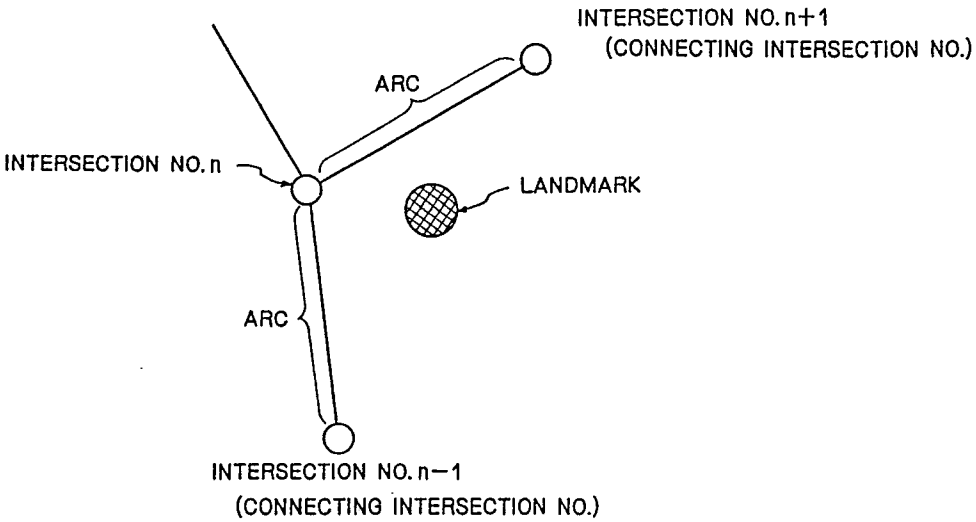 INTERSECTION NO. n+1
(CONNECTING INTERSECTION NO.)
ARC
INTERSECTION NO. n
LANDMARK
ARC
INTERSECTION NO. n−1
(CONNECTING INTERSECTION NO.)